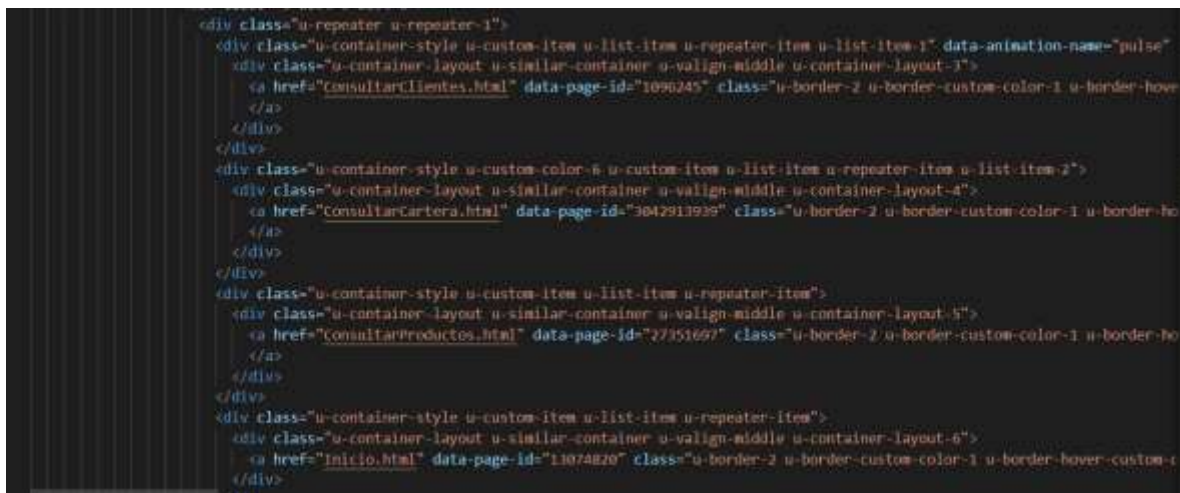 <div class="u-repeater u-repeater-1">
<div class="u-container-style u-custom-item u-list-item u-repeater-item u-list-item-1" data-animation-name="pulse"
<div class="u-container-layout u-similar-container u-valign-middle u-container-layout-3">
<a href="ConsultarClientes.html" data-page-id="1096245" class="u-border-2 u-border-custom-color-1 u-border-hove
</a>
</div>
</div>
<div class="u-container-style u-custom-color-6 u-custom-item u-list-item u-repeater-item u-list-item-2">
<div class="u-container-layout u-similar-container u-valign-middle u-container-layout-4">
<a href="ConsultarCartera.html" data-page-id="3042913939" class="u-border-2 u-border-custom-color-1 u-border-ho
</a>
</div>
</div>
<div class="u-container-style u-custom-item u-list-item u-repeater-item">
<div class="u-container-layout u-similar-container u-valign-middle u-container-layout-5">
<a href="ConsultarProductos.html" data-page-id="27351697" class="u-border-2 u-border-custom-color-1 u-border-ho
</a>
</div>
</div>
<div class="u-container-style u-custom-item u-list-item u-repeater-item">
<div class="u-container-layout u-similar-container u-valign-middle u-container-layout-6">
<a href="Inicio.html" data-page-id="13074820" class="u-border-2 u-border-custom-color-1 u-border-hover-custom-c
</div>